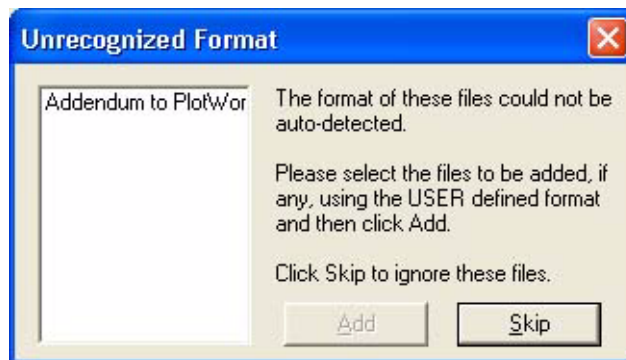 Unrecognized Format
Addendum to PlotWor
The format of these files could not be
auto-detected.
Please select the files to be added, if
any, using the USER defined format
and then click Add.
Click Skip to ignore these files.
Add
Skip